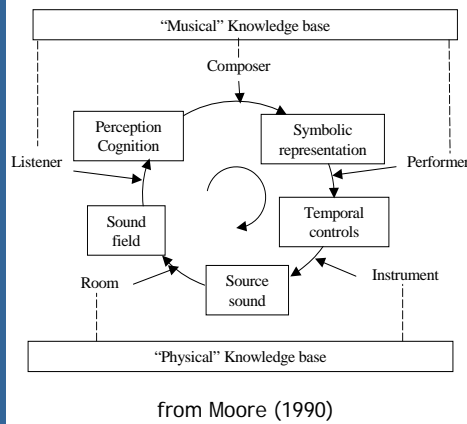 “Musical” Knowledge base
Composer
Perception
Cognition
Symbolic
representation
Listener
Performer
Sound
field
Temporal
controls
Room
Source
sound
Instrument
“Physical” Knowledge base
from Moore (1990)